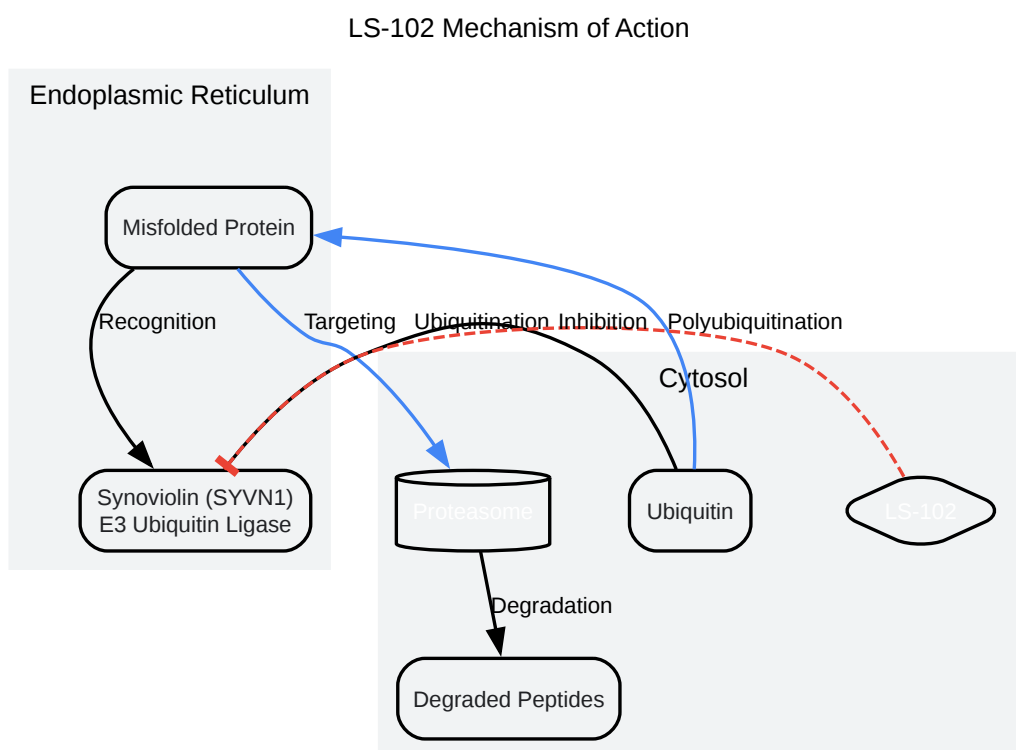 LS-102 Mechanism of Action
Endoplasmic Reticulum
Misfolded Protein
Recognition
Targeting
Ubiquitination
Inhibition
Polyubiquitination
Cytosol
Synoviolin (SYVN1)
E3 Ubiquitin Ligase
Proteasome
Ubiquitin
LS-102
Degradation
Degraded Peptides